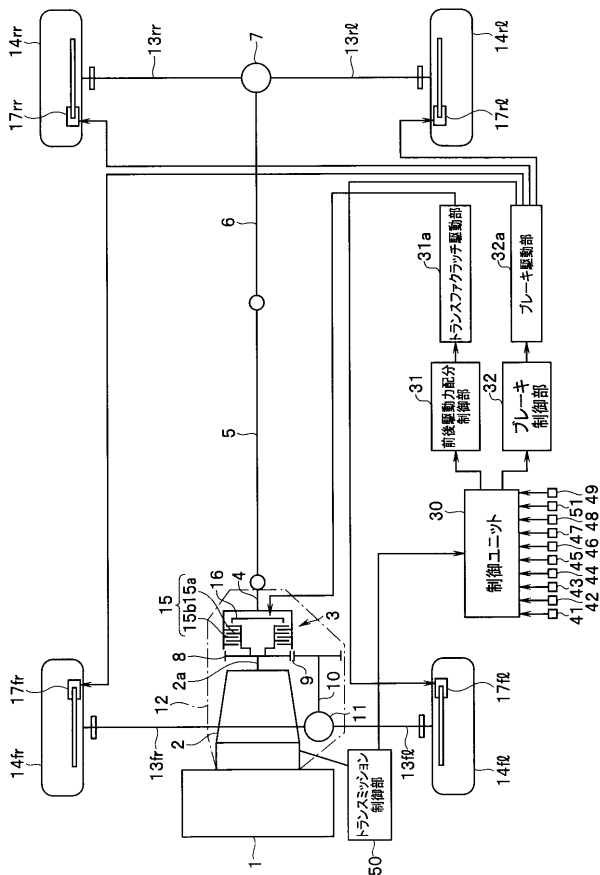 14rr
13rr
7
13rℓ
14rℓ
17rr
17rℓ
6
31a
トランスファクラッチ駆動部
32a
ブレーキ駆動部
5
31
前後駆動力配分
制御部
32
ブレーキ
制御部
30
制御ユニット
41
42
43
44
45
46
47
48
51
49
4
16
15
15a
15b
3
8
2a
9
10
11
12
2
17fr
14fr
13fr
13fℓ
17fℓ
14fℓ
1
トランスミッション
制御部
50